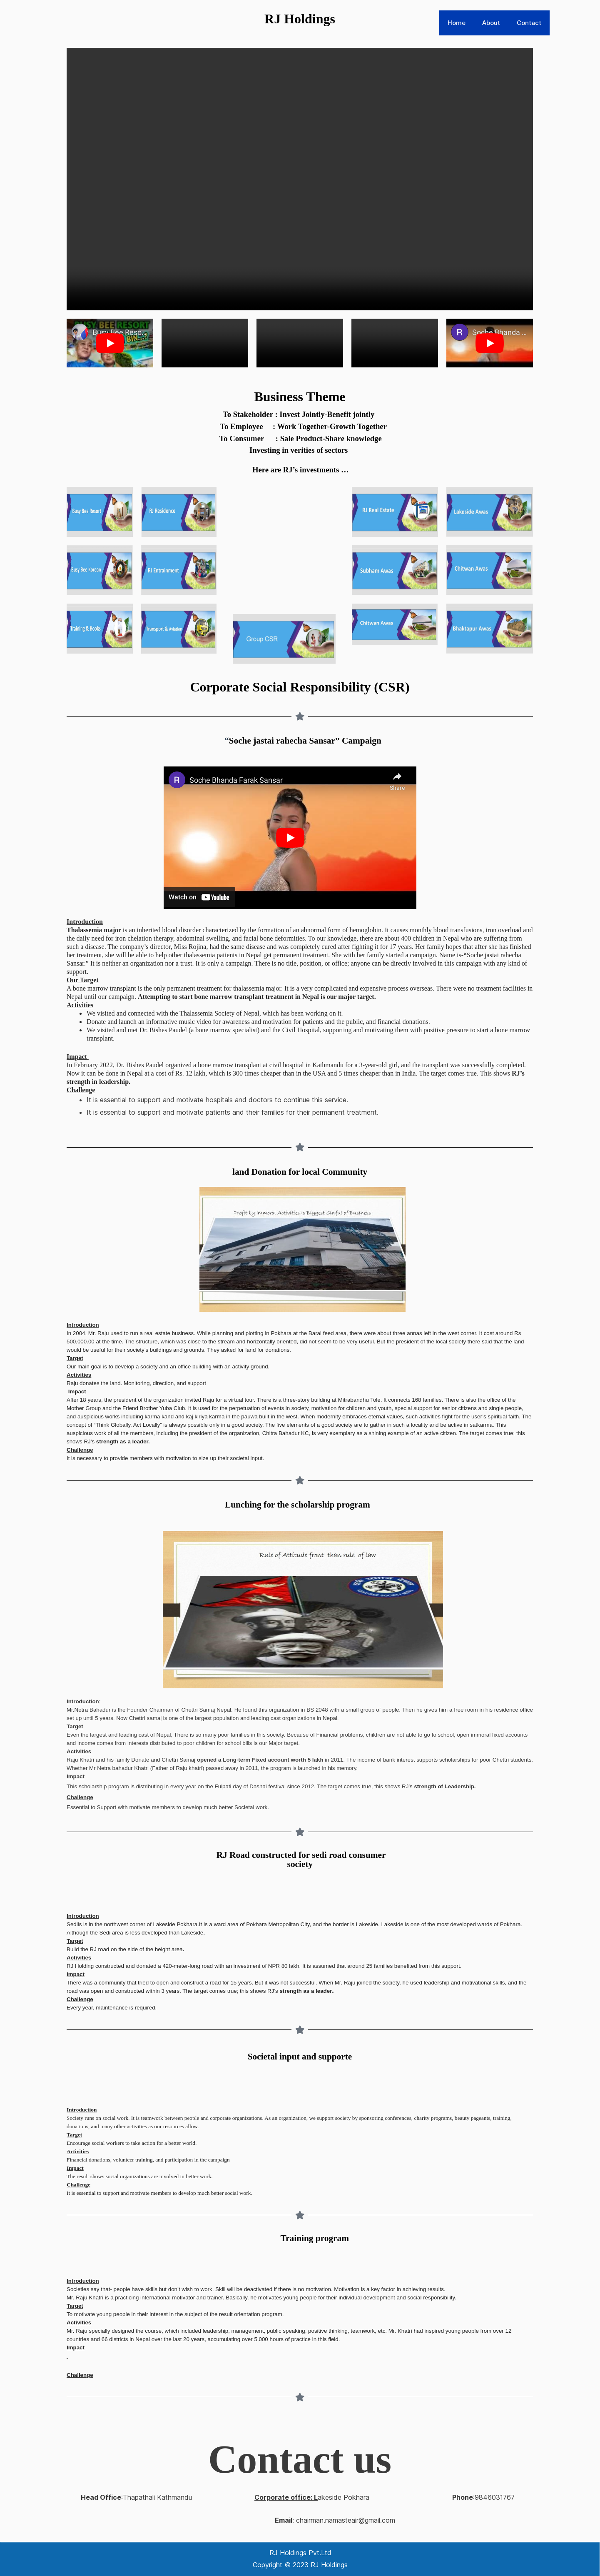 RJ Holdings
Home About Contact
BUSY BEE RESORT
Busy Bee Reso...
R Soche Bhanda ...
Business Theme
To Stakeholder : Invest Jointly-Benefit jointly
To Employee : Work Together-Growth Together
To Consumer : Sale Product-Share knowledge
Investing in verities of sectors
Here are RJ's investments …
Busy Bee Resort
RJ Residence
RJ Real Estate
Lakeside Awas
Busy Bee Korean
RJ Entrainment
Subham Awas
Chitwan Awas
Training & Books
Group CSR
Chitwan Awas
Bhaktapur Awas
Corporate Social Responsibility (CSR)
“Soche jastai rahecha Sansar” Campaign
R Soche Bhanda Farak Sansar
Share
Watch on YouTube
Introduction
Thalassemia major is an inherited blood disorder characterized by the formation of an abnormal form of hemoglobin. It causes monthly blood transfusions, iron overload and
the daily need for iron chelation therapy, abdominal swelling, and facial bone deformities. To our knowledge, there are about 400 children in Nepal who are suffering from
such a disease. The company's director, Miss Rojina, had the same disease and was completely cured after fighting it for 17 years. Her family hopes that after she has finished
her treatment, she will be able to help other thalassemia patients in Nepal get permanent treatment. She with her family started a campaign. Name is-“Soche jastai rahecha
Sansar.” It is neither an organization nor a trust. It is only a campaign. There is no title, position, or office; anyone can be directly involved in this campaign with any kind of
support.
Our Target
A bone marrow transplant is the only permanent treatment for thalassemia major. It is a very complicated and expensive process overseas. There were no treatment facilities in
Nepal until our campaign. Attempting to start bone marrow transplant treatment in Nepal is our major target.
Activities
• We visited and connected with the Thalassemia Society of Nepal, which has been working on it.
• Donate and launch an informative music video for awareness and motivation for patients and the public, and financial donations.
• We visited and met Dr. Bishes Paudel (a bone marrow specialist) and the Civil Hospital, supporting and motivating them with positive pressure to start a bone marrow
transplant.
Impact
In February 2022, Dr. Bishes Paudel organized a bone marrow transplant at civil hospital in Kathmandu for a 3-year-old girl, and the transplant was successfully completed.
Now it can be done in Nepal at a cost of Rs. 12 lakh, which is 300 times cheaper than in the USA and 5 times cheaper than in India. The target comes true. This shows RJ's
strength in leadership.
Challenge
• It is essential to support and motivate hospitals and doctors to continue this service.
• It is essential to support and motivate patients and their families for their permanent treatment.
land Donation for local Community
Profit by Immoral Activities Is Biggest Sinful of Business
Introduction
In 2004, Mr. Raju used to run a real estate business. While planning and plotting in Pokhara at the Baral feed area, there were about three annas left in the west corner. It cost around Rs
500,000.00 at the time. The structure, which was close to the stream and horizontally oriented, did not seem to be very useful. But the president of the local society there said that the land
would be useful for their society's buildings and grounds. They asked for land for donations.
Target
Our main goal is to develop a society and an office building with an activity ground.
Activities
Raju donates the land. Monitoring, direction, and support
Impact
After 18 years, the president of the organization invited Raju for a virtual tour. There is a three-story building at Mitrabandhu Tole. It connects 168 families. There is also the office of the
Mother Group and the Friend Brother Yuba Club. It is used for the perpetuation of events in society, motivation for children and youth, special support for senior citizens and single people,
and auspicious works including karma kand and kaj kiriya karma in the pauwa built in the west. When modernity embraces eternal values, such activities fight for the user's spiritual faith. The
concept of “Think Globally, Act Locally” is always possible only in a good society. The five elements of a good society are to gather in such a locality and be active in satkarma. This
auspicious work of all the members, including the president of the organization, Chitra Bahadur KC, is very exemplary as a shining example of an active citizen. The target comes true; this
shows RJ's strength as a leader.
Challenge
It is necessary to provide members with motivation to size up their societal input.
Lunching for the scholarship program
Rule of Attitude front than rule of law
Introduction:
Mr.Netra Bahadur is the Founder Chairman of Chettri Samaj Nepal. He found this organization in BS 2048 with a small group of people. Then he gives him a free room in his residence office
set up until 5 years. Now Chettri samaj is one of the largest population and leading cast organizations in Nepal.
Target
Even the largest and leading cast of Nepal, There is so many poor families in this society. Because of Financial problems, children are not able to go to school, open immoral fixed accounts
and income comes from interests distributed to poor children for school bills is our Major target.
Activities
Raju Khatri and his family Donate and Chettri Samaj opened a Long-term Fixed account worth 5 lakh in 2011. The income of bank interest supports scholarships for poor Chettri students.
Whether Mr Netra bahadur Khathri (Father of Raju khatri) passed away in 2011, the program is launched in his memory.
Impact
This scholarship program is distributing in every year on the Fulpati day of Dashai festival since 2012. The target comes true, this shows RJ's strength of Leadership.
Challenge
Essential to Support with motivate members to develop much better Societal work.
RJ Road constructed for sedi road consumer
society
Introduction
Sediis is in the northwest corner of Lakeside Pokhara.It is a ward area of Pokhara Metropolitan City, and the border is Lakeside. Lakeside is one of the most developed wards of Pokhara.
Although the Sedi area is less developed than Lakeside,
Target
Build the RJ road on the side of the height area.
Activities
RJ Holding constructed and donated a 420-meter-long road with an investment of NPR 80 lakh. It is assumed that around 25 families benefited from this support.
Impact
There was a community that tried to open and construct a road for 15 years. But it was not successful. When Mr. Raju joined the society, he used leadership and motivational skills, and the
road was open and constructed within 3 years. The target comes true; this shows RJ's strength as a leader.
Challenge
Every year, maintenance is required.
Societal input and supporte
Introduction
Society runs on social work. It is teamwork between people and corporate organizations. As an organization, we support society by sponsoring conferences, charity programs, beauty pageants, training,
donations, and many other activities as our resources allow.
Target
Encourage social workers to take action for a better world.
Activities
Financial donations, volunteer training, and participation in the campaign
Impact
The result shows social organizations are involved in better work.
Challenge
It is essential to support and motivate members to develop much better social work.
Training program
Introduction
Societies say that- people have skills but don't wish to work. Skill will be deactivated if there is no motivation. Motivation is a key factor in achieving results.
Mr. Raju Khatri is a practicing international motivator and trainer. Basically, he motivates young people for their individual development and social responsibility.
Target
To motivate young people in their interest in the subject of the result orientation program.
Activities
Mr. Raju specially designed the course, which included leadership, management, public speaking, positive thinking, teamwork, etc. Mr. Khatri had inspired young people from over 12
countries and 66 districts in Nepal over the last 20 years, accumulating over 5,000 hours of practice in this field.
Impact
Challenge
Contact us
Head Office:Thapathali Kathmandu
Corporate office: Lakeside Pokhara
Phone:9846031767
Email: chairman.namasteair@gmail.com
RJ Holdings Pvt.Ltd
Copyright © 2023 RJ Holdings